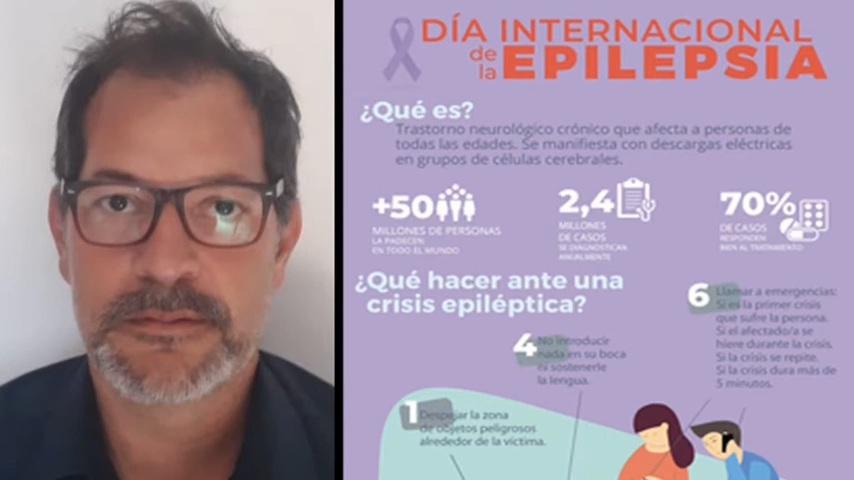 DÍA INTERNACIONAL
de
la
EPILEPSIA
¿Qué es?
Trastorno neurológico crónico que afecta a personas de
todas las edades. Se manifiesta con descargas eléctricas
en grupos de células cerebrales.
+50
MILLONES DE PERSONAS
LA PADECEN
EN TODO EL MUNDO
2,4
MILLONES
DE CASOS
SE DIAGNOSTICAN
ANUALMENTE
70%
DE CASOS
RESPONDEN
BIEN AL TRATAMIENTO
¿Qué hacer ante una
crisis epiléptica?
1
Despejar la zona
de objetos peligrosos
alrededor de la víctima.
4
No introducir
nada en su boca
ni sostenerle
la lengua.
6
Llamar a emergencias:
Si es la primer crisis
que sufre la persona.
Si el afectado/a se
hiere durante la crisis.
Si la crisis se repite.
Si la crisis dura más de
5 minutos.